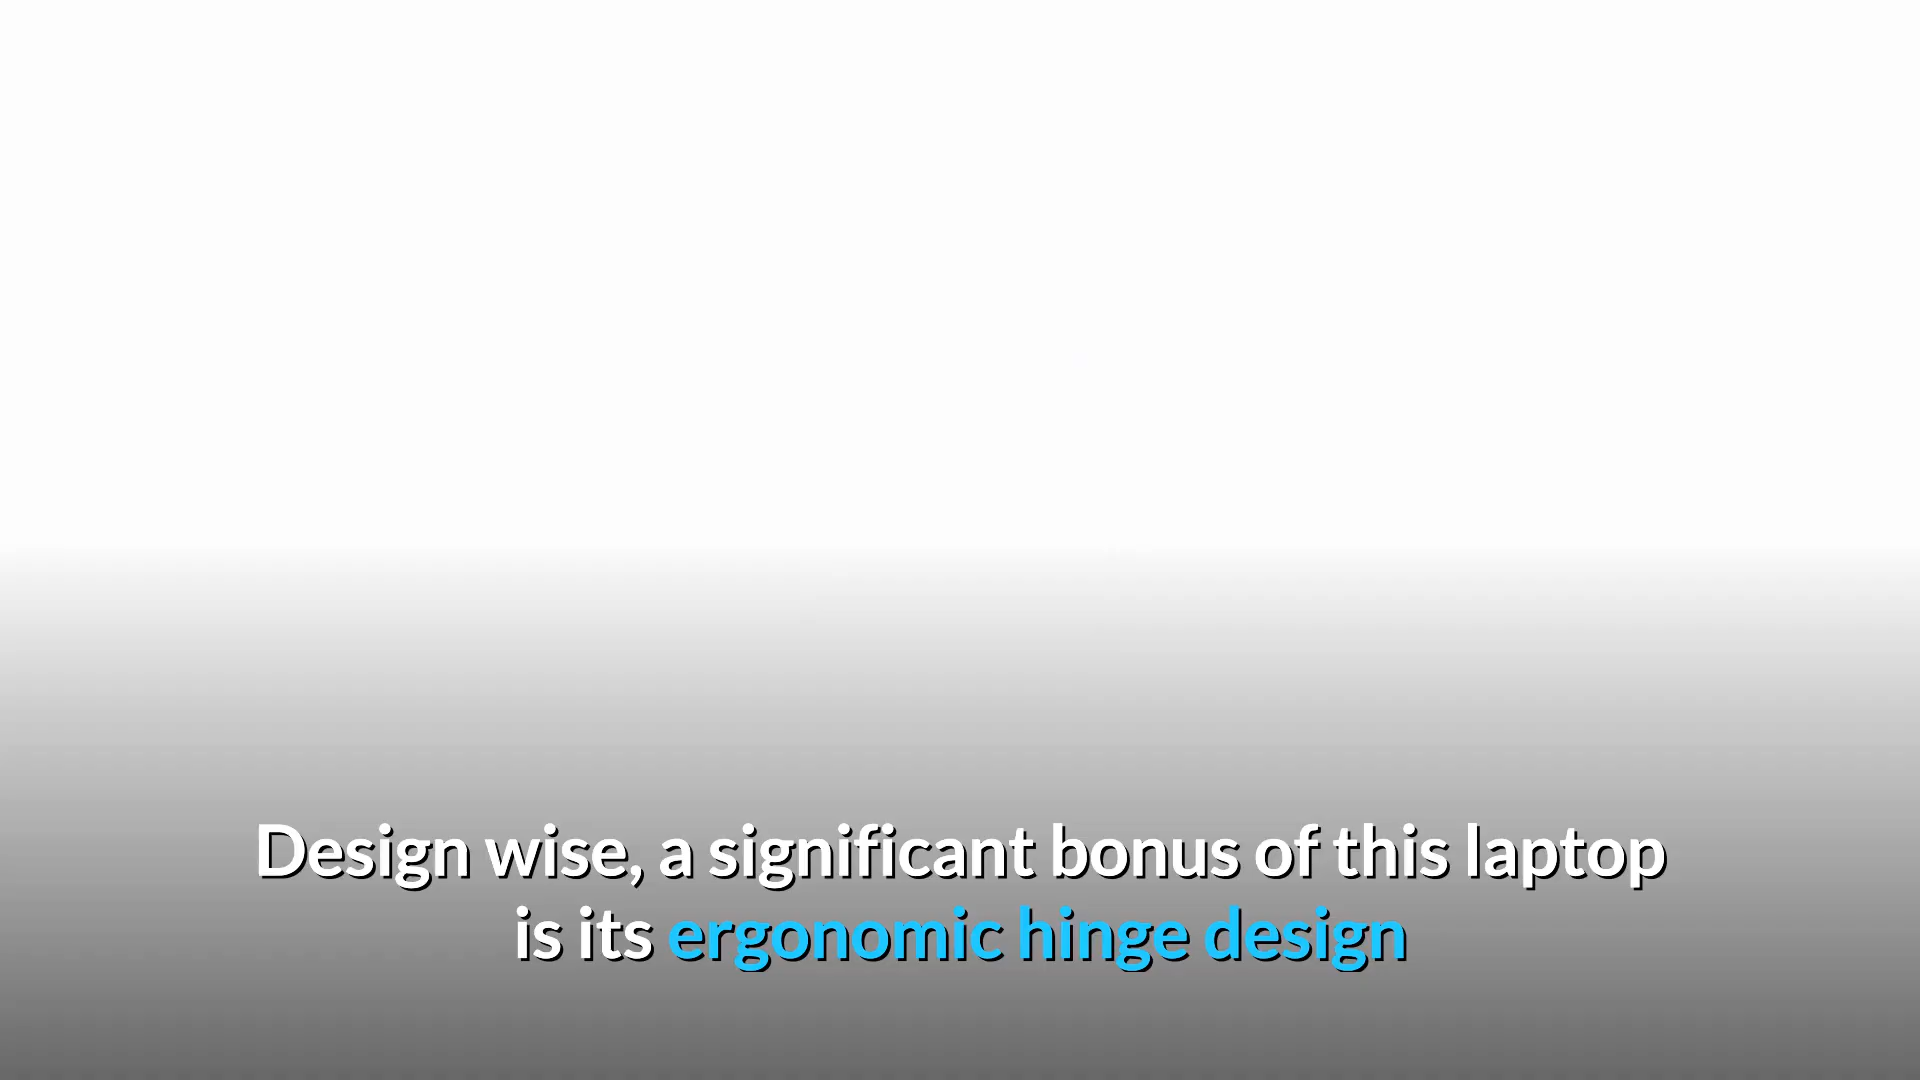 Design wise, a significant bonus of this laptop
is its ergonomic hinge design